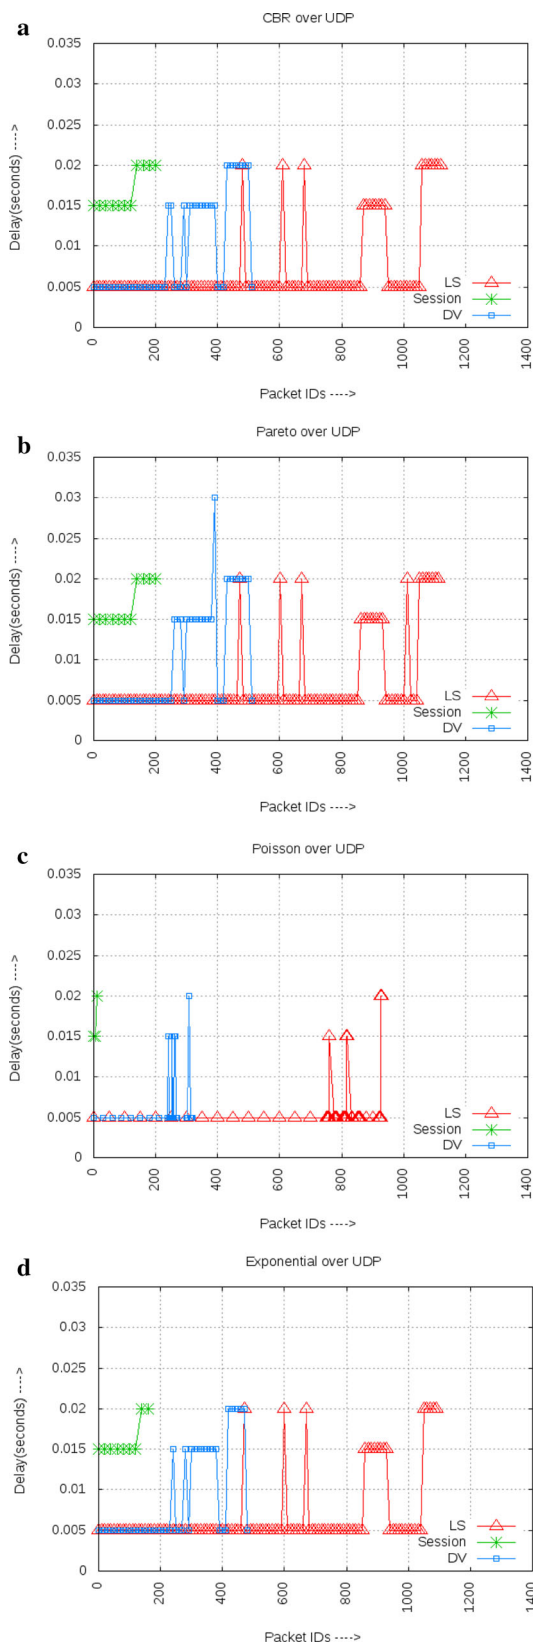 a
CBR over UDP
0.035
0.03
0.025
0.02
0.015
0.01
0.005
0
Delay(seconds) ---->
LS
Session
DV
0 200 400 600 800 1000 1200 1400
Packet IDs ---->
b
Pareto over UDP
0.035
0.03
0.025
0.02
0.015
0.01
0.005
0
Delay(seconds) ---->
LS
Session
DV
0 200 400 600 800 1000 1200 1400
Packet IDs ---->
c
Poisson over UDP
0.035
0.03
0.025
0.02
0.015
0.01
0.005
0
Delay(seconds) ---->
LS
Session
DV
0 200 400 600 800 1000 1200 1400
Packet IDs ---->
d
Exponential over UDP
0.035
0.03
0.025
0.02
0.015
0.01
0.005
0
Delay(seconds) ---->
LS
Session
DV
0 200 400 600 800 1000 1200 1400
Packet IDs ---->